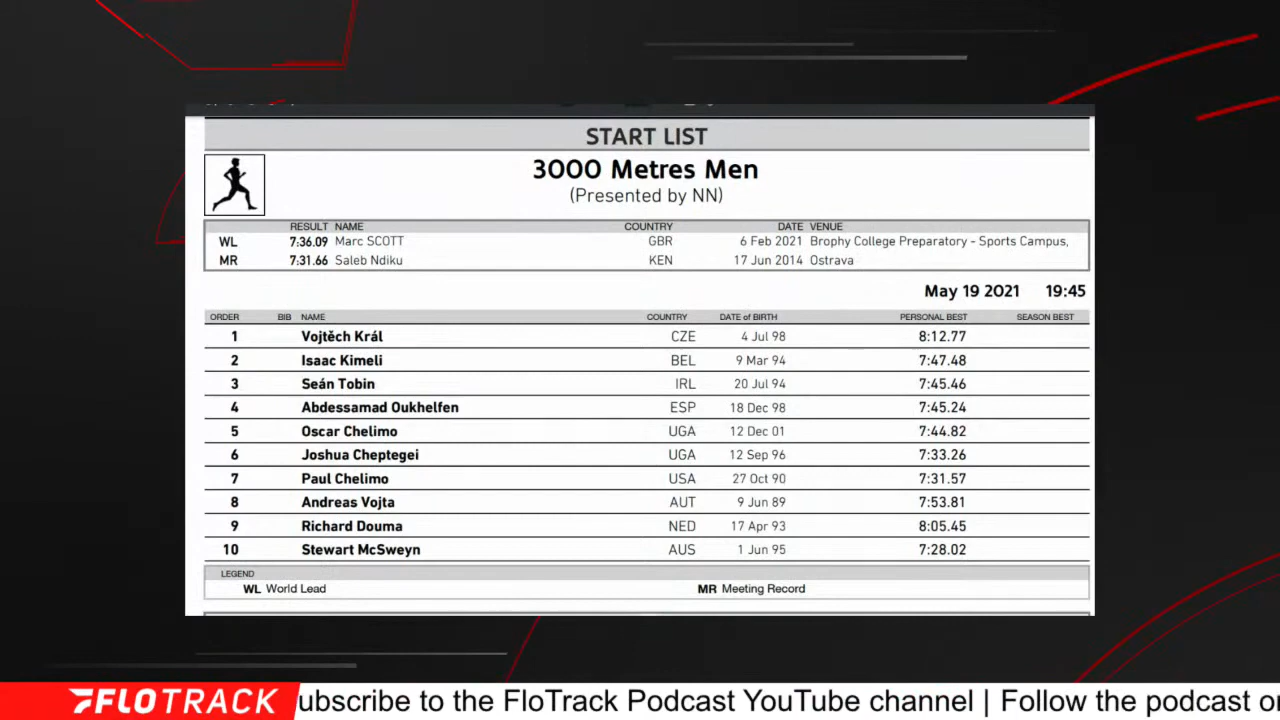 START LIST
3000 Metres Men
(Presented by NN)
RESULT NAME COUNTRY DATE VENUE
WL 7:36.09 Marc SCOTT GBR 6 Feb 2021 Brophy College Preparatory - Sports Campus,
MR 7:31.66 Saleb Ndiku KEN 17 Jun 2014 Ostrava
May 19 2021 19:45
ORDER BIB NAME COUNTRY DATE of BIRTH PERSONAL BEST SEASON BEST
1 Vojtěch Král CZE 4 Jul 98 8:12.77
2 Isaac Kimeli BEL 9 Mar 94 7:47.48
3 Seán Tobin IRL 20 Jul 94 7:45.46
4 Abdessamad Oukhelfen ESP 18 Dec 98 7:45.24
5 Oscar Chelimo UGA 12 Dec 01 7:44.82
6 Joshua Cheptegei UGA 12 Sep 96 7:33.26
7 Paul Chelimo USA 27 Oct 90 7:31.57
8 Andreas Vojta AUT 9 Jun 89 7:53.81
9 Richard Douma NED 17 Apr 93 8:05.45
10 Stewart McSweyn AUS 1 Jun 95 7:28.02
LEGEND
WL World Lead MR Meeting Record
FLOTRACK ubscribe to the FloTrack Podcast YouTube channel | Follow the podcast o